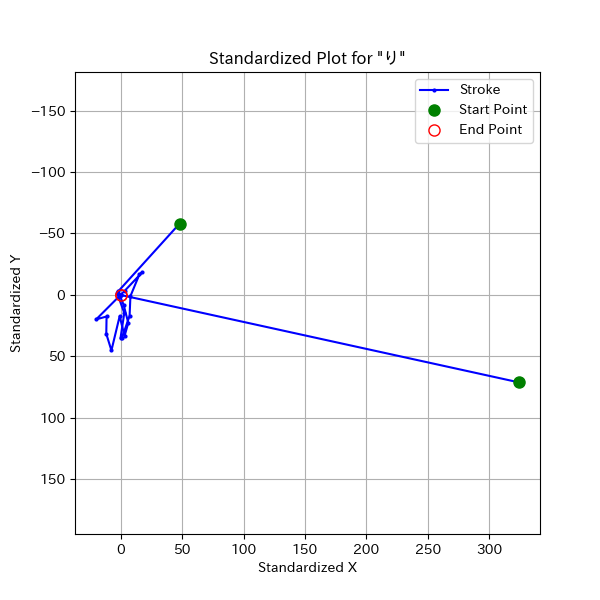 Standardized Plot for "り"
Stroke
Start Point
End Point
−150
−100
−50
0
50
100
150
Standardized Y
0 50 100 150 200 250 300
Standardized X